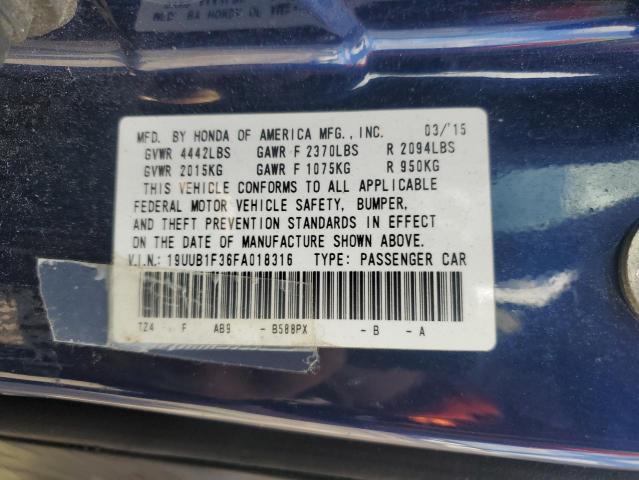 MFD. BY HONDA OF AMERICA MFG., INC. 03/'15
GVWR 4442LBS GAWR F 2370LBS R 2094LBS
GVWR 2015KG GAWR F 1075KG R 950KG
THIS VEHICLE CONFORMS TO ALL APPLICABLE
FEDERAL MOTOR VEHICLE SAFETY, BUMPER,
AND THEFT PREVENTION STANDARDS IN EFFECT
ON THE DATE OF MANUFACTURE SHOWN ABOVE.
V.I.N.: 19UUB1F36FA018316 TYPE: PASSENGER CAR
TZ4 F AB9 - B588PX - B - A